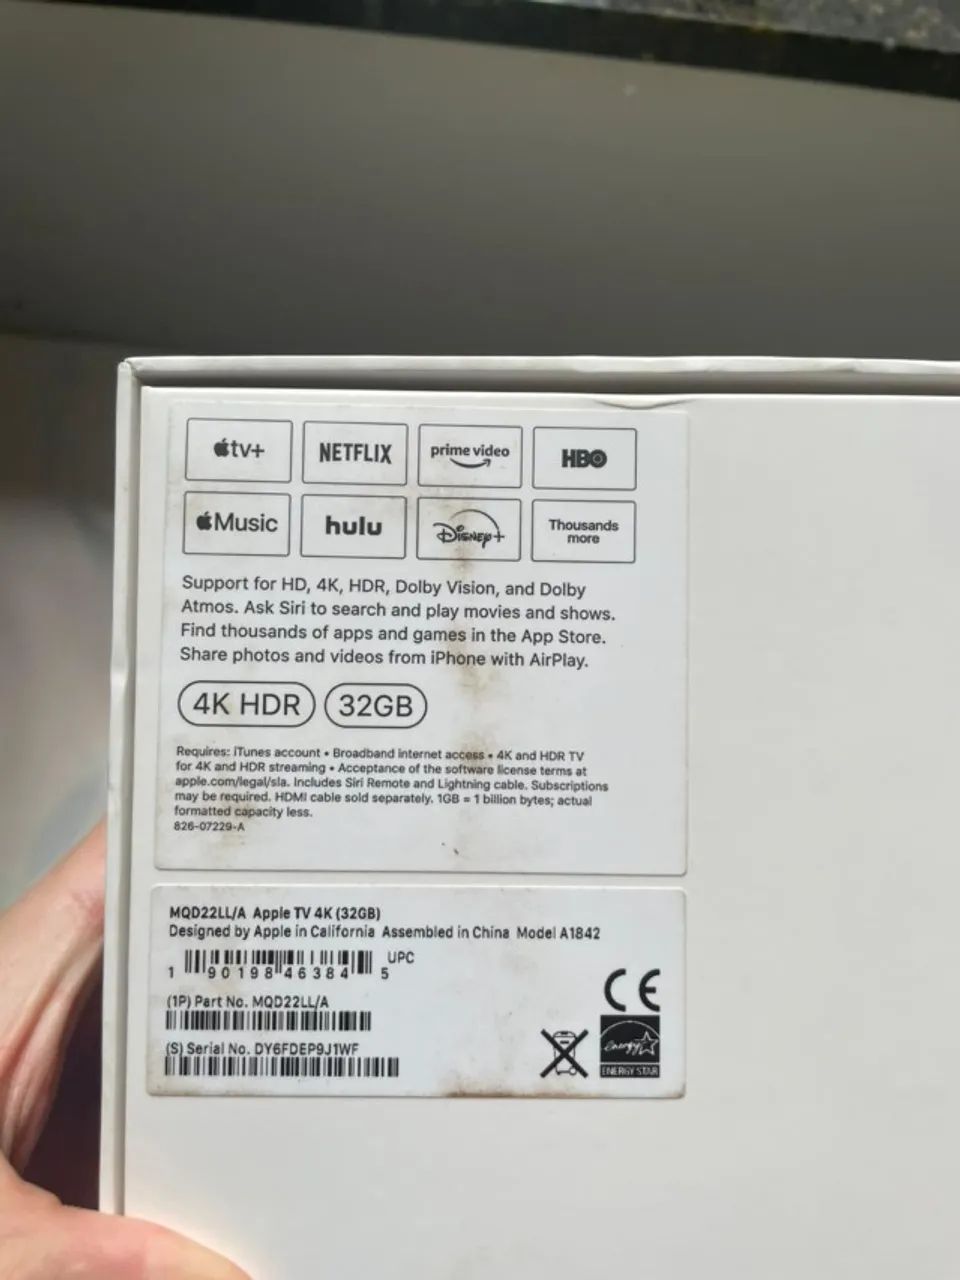 tv+ NETFLIX prime video HBO
Music hulu Disney+ Thousands more
Support for HD, 4K, HDR, Dolby Vision, and Dolby
Atmos. Ask Siri to search and play movies and shows.
Find thousands of apps and games in the App Store.
Share photos and videos from iPhone with AirPlay.
4K HDR 32GB
Requires: iTunes account • Broadband internet access • 4K and HDR TV
for 4K and HDR streaming • Acceptance of the software license terms at
apple.com/legal/sla. Includes Siri Remote and Lightning cable. Subscriptions
may be required. HDMI cable sold separately. 1GB = 1 billion bytes; actual
formatted capacity less.
826-07229-A
MQD22LL/A Apple TV 4K (32GB)
Designed by Apple in California Assembled in China Model A1842
1 90198 46384 5 UPC
(1P) Part No. MQD22LL/A
(S) Serial No. DY6FDEP9J1WF
CE
energy
ENERGY STAR